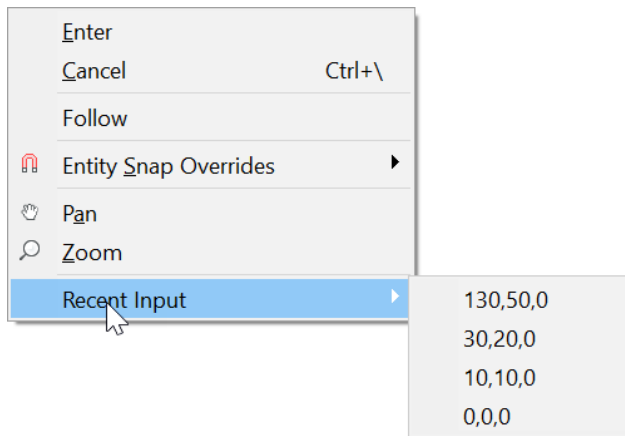 Enter
Cancel Ctrl+\
Follow
Entity Snap Overrides
Pan
Zoom
Recent Input
130,50,0
30,20,0
10,10,0
0,0,0